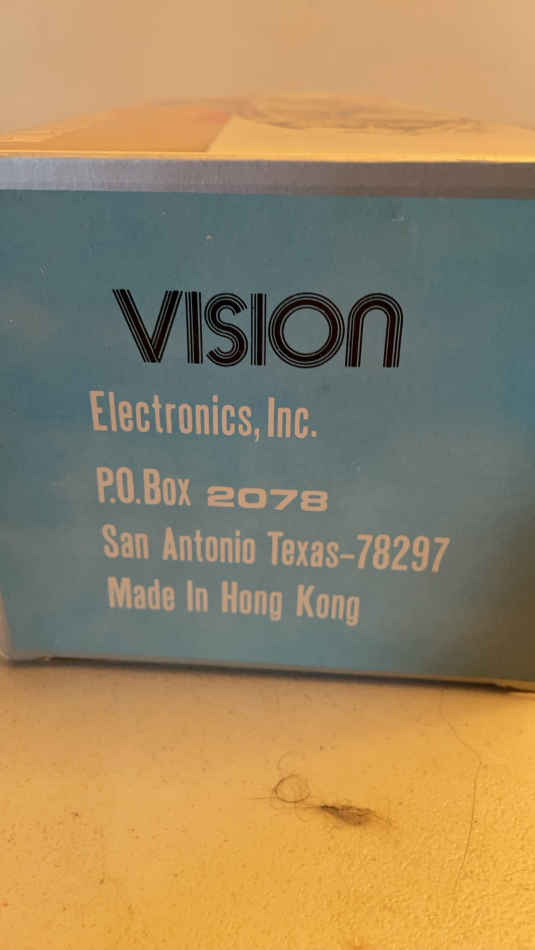 VISION
Electronics, Inc.
P.O. Box 2078
San Antonio Texas-78297
Made In Hong Kong